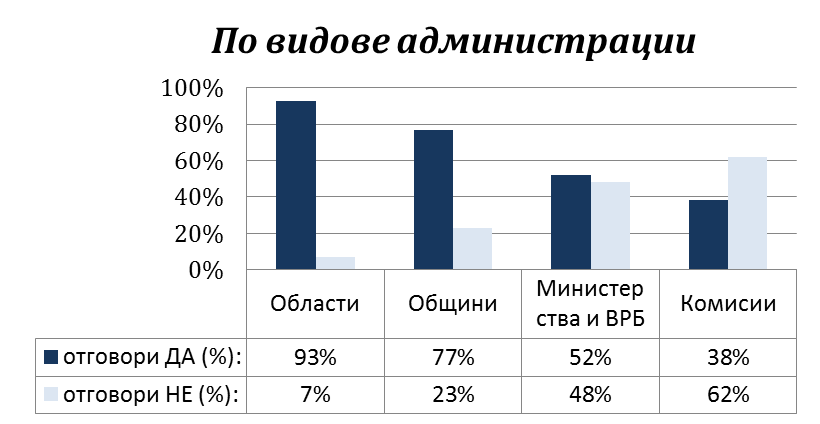 По видове администрации
100%
80%
60%
40%
20%
0%
Области Общини Министер
ства и ВРБ Комисии
отговори ДА (%): 93% 77% 52% 38%
отговори НЕ (%): 7% 23% 48% 62%